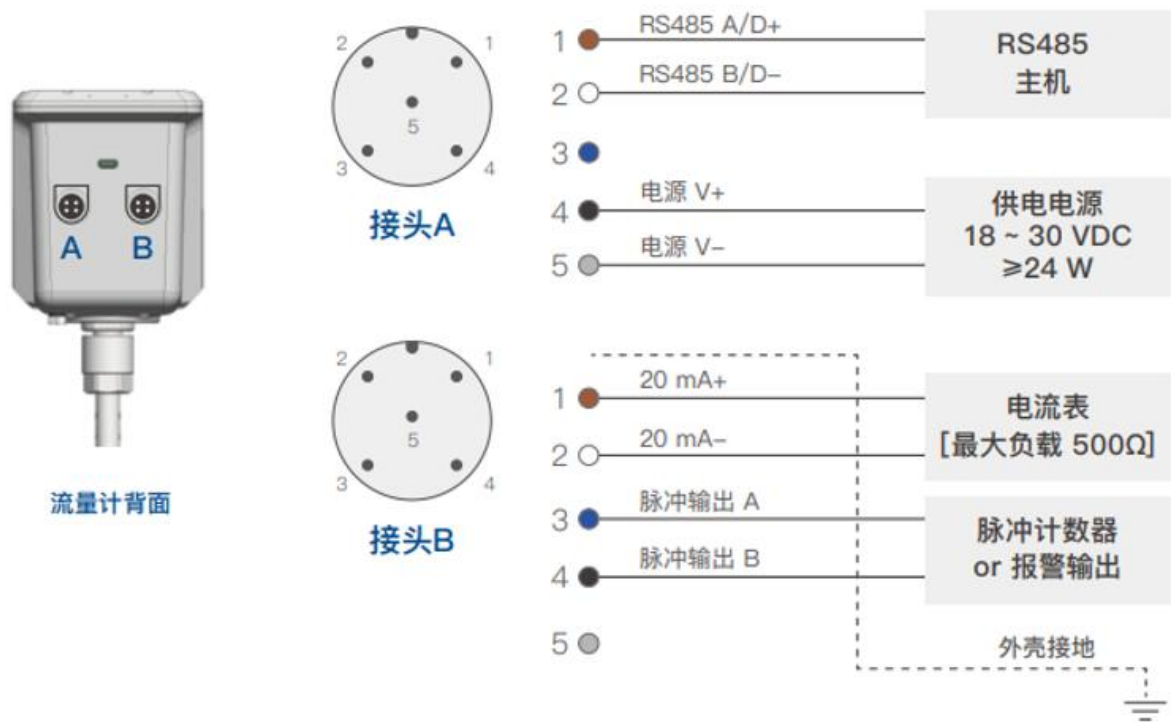 A
B
流量计背面
2
1
5
3
4
接头A
1
RS485 A/D+
2
RS485 B/D-
3
4
电源 V+
5
电源 V-
RS485
主机
供电电源
18 ~ 30 VDC
≥24 W
2
1
5
3
4
接头B
1
20 mA+
2
20 mA-
3
脉冲输出 A
4
脉冲输出 B
5
电流表
[最大负载 500Ω]
脉冲计数器
or 报警输出
外壳接地